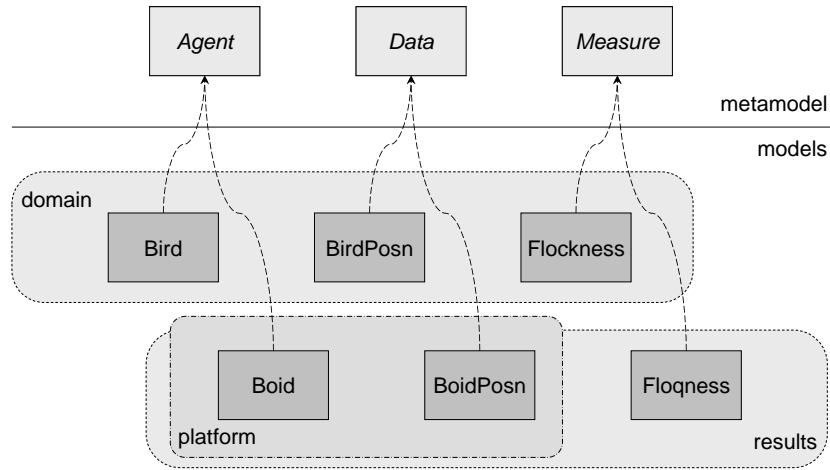 Agent
Data
Measure
metamodel
models
domain
Bird
BirdPosn
Flockness
Boid
BoidPosn
Floqness
platform
results